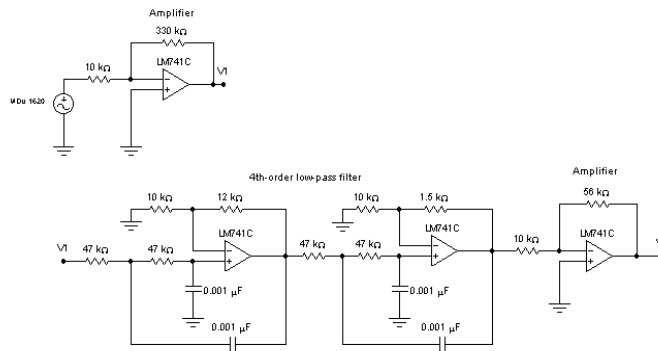 Amplifier
330 kΩ
10 kΩ
LM741C
V1
MDu 1620
4th-order low-pass filter
Amplifier
10 kΩ
12 kΩ
10 kΩ
1.5 kΩ
56 kΩ
V1
47 kΩ
47 kΩ
LM741C
47 kΩ
47 kΩ
LM741C
10 kΩ
LM741C
0.001 µF
0.001 µF
0.001 µF
0.001 µF